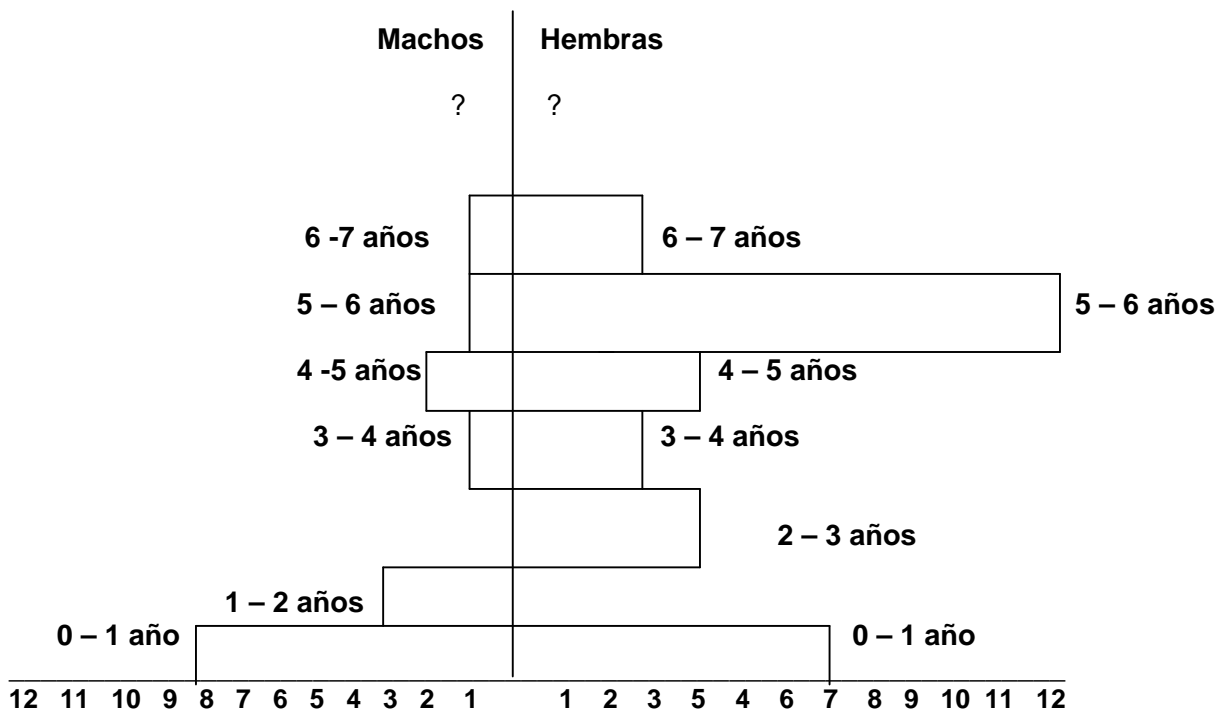 Machos Hembras
? ?
6 -7 años 6 – 7 años
5 – 6 años 5 – 6 años
4 -5 años 4 – 5 años
3 – 4 años 3 – 4 años
2 – 3 años
1 – 2 años
0 – 1 año 0 – 1 año
12 11 10 9 8 7 6 5 4 3 2 1 1 2 3 5 4 6 7 8 9 10 11 12